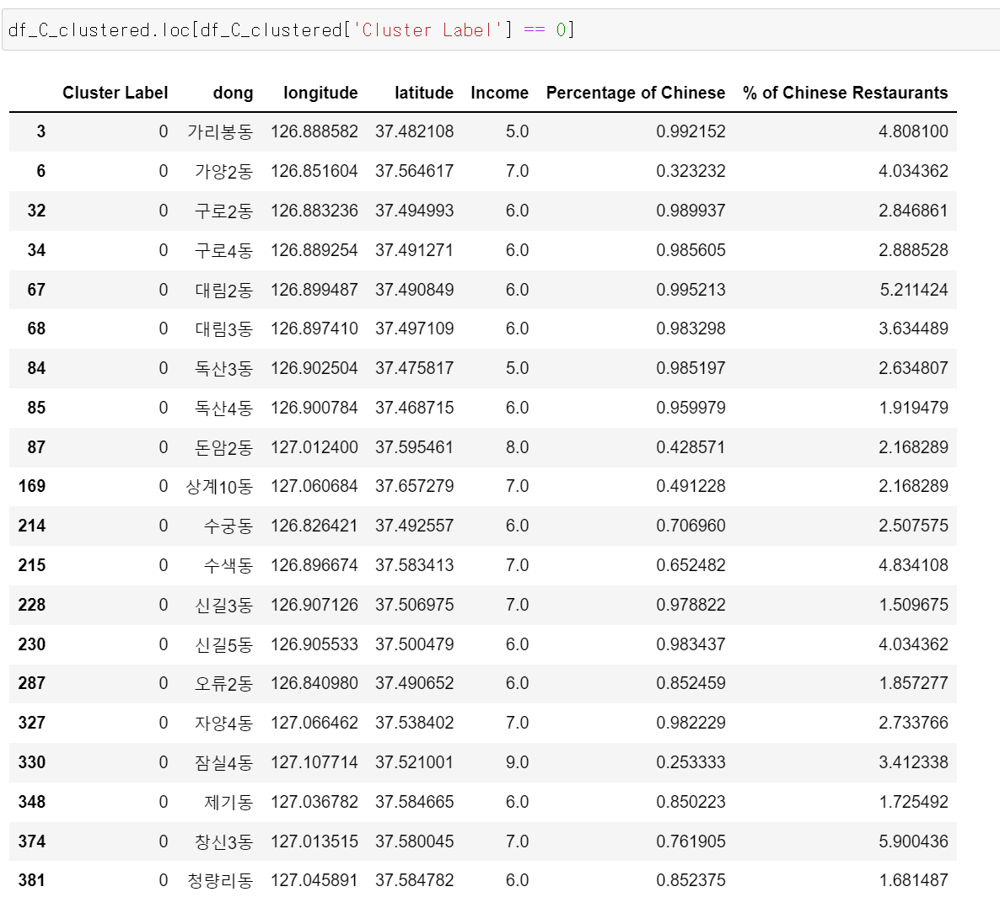 df_C_clustered.loc[df_C_clustered['Cluster Label'] == 0]
Cluster Label dong longitude latitude Income Percentage of Chinese % of Chinese Restaurants
3 0 가리봉동 126.888582 37.482108 5.0 0.992152 4.808100
6 0 가양2동 126.851604 37.564617 7.0 0.323232 4.034362
32 0 구로2동 126.883236 37.494993 6.0 0.989937 2.846861
34 0 구로4동 126.889254 37.491271 6.0 0.985605 2.888528
67 0 대림2동 126.899487 37.490849 6.0 0.995213 5.211424
68 0 대림3동 126.897410 37.497109 6.0 0.983298 3.634489
84 0 독산3동 126.902504 37.475817 5.0 0.985197 2.634807
85 0 독산4동 126.900784 37.468715 6.0 0.959979 1.919479
87 0 돈암2동 127.012400 37.595461 8.0 0.428571 2.168289
169 0 상계10동 127.060684 37.657279 7.0 0.491228 2.168289
214 0 수궁동 126.826421 37.492557 6.0 0.706960 2.507575
215 0 수색동 126.896674 37.583413 7.0 0.652482 4.834108
228 0 신길3동 126.907126 37.506975 7.0 0.978822 1.509675
230 0 신길5동 126.905533 37.500479 6.0 0.983437 4.034362
287 0 오류2동 126.840980 37.490652 6.0 0.852459 1.857277
327 0 자양4동 127.066462 37.538402 7.0 0.982229 2.733766
330 0 잠실4동 127.107714 37.521001 9.0 0.253333 3.412338
348 0 제기동 127.036782 37.584665 6.0 0.850223 1.725492
374 0 창신3동 127.013515 37.580045 7.0 0.761905 5.900436
381 0 청량리동 127.045891 37.584782 6.0 0.852375 1.681487